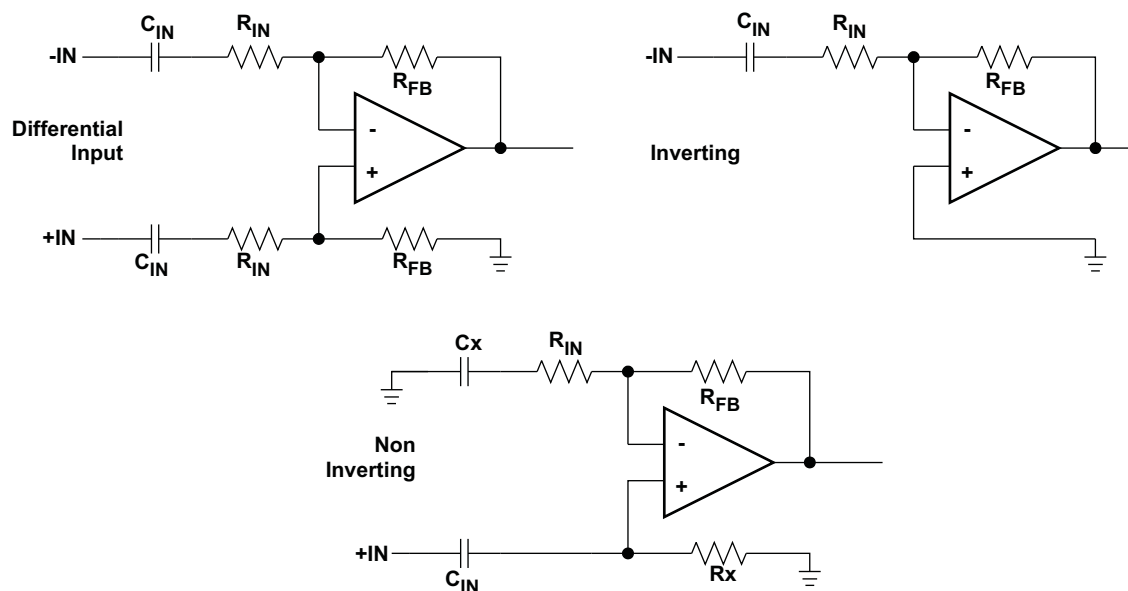 C_IN
R_IN
-IN
R_FB
-
+
Differential
Input
+IN
C_IN
R_IN
R_FB
C_IN
R_IN
-IN
R_FB
-
+
Inverting
Cx
R_IN
R_FB
-
+
Non
Inverting
+IN
C_IN
Rx